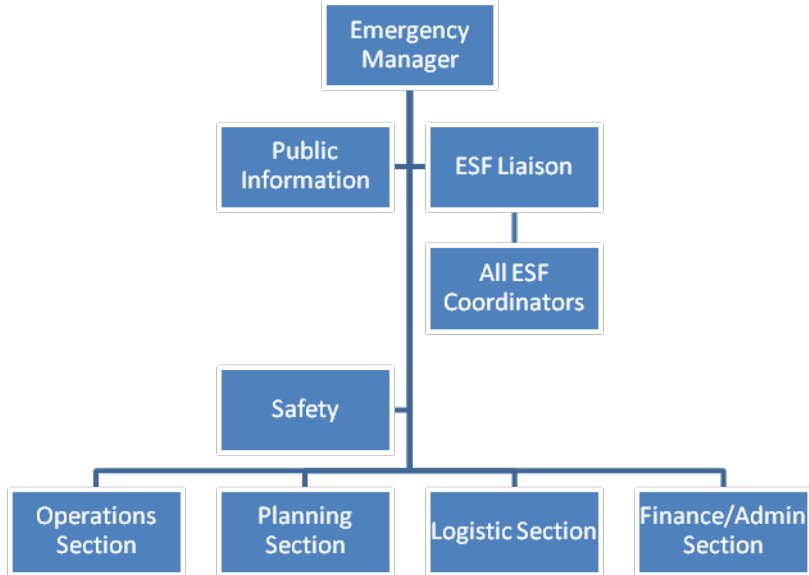 Emergency
Manager
Public
Information
ESF Liaison
All ESF
Coordinators
Safety
Operations
Section
Planning
Section
Logistic Section
Finance/Admin
Section